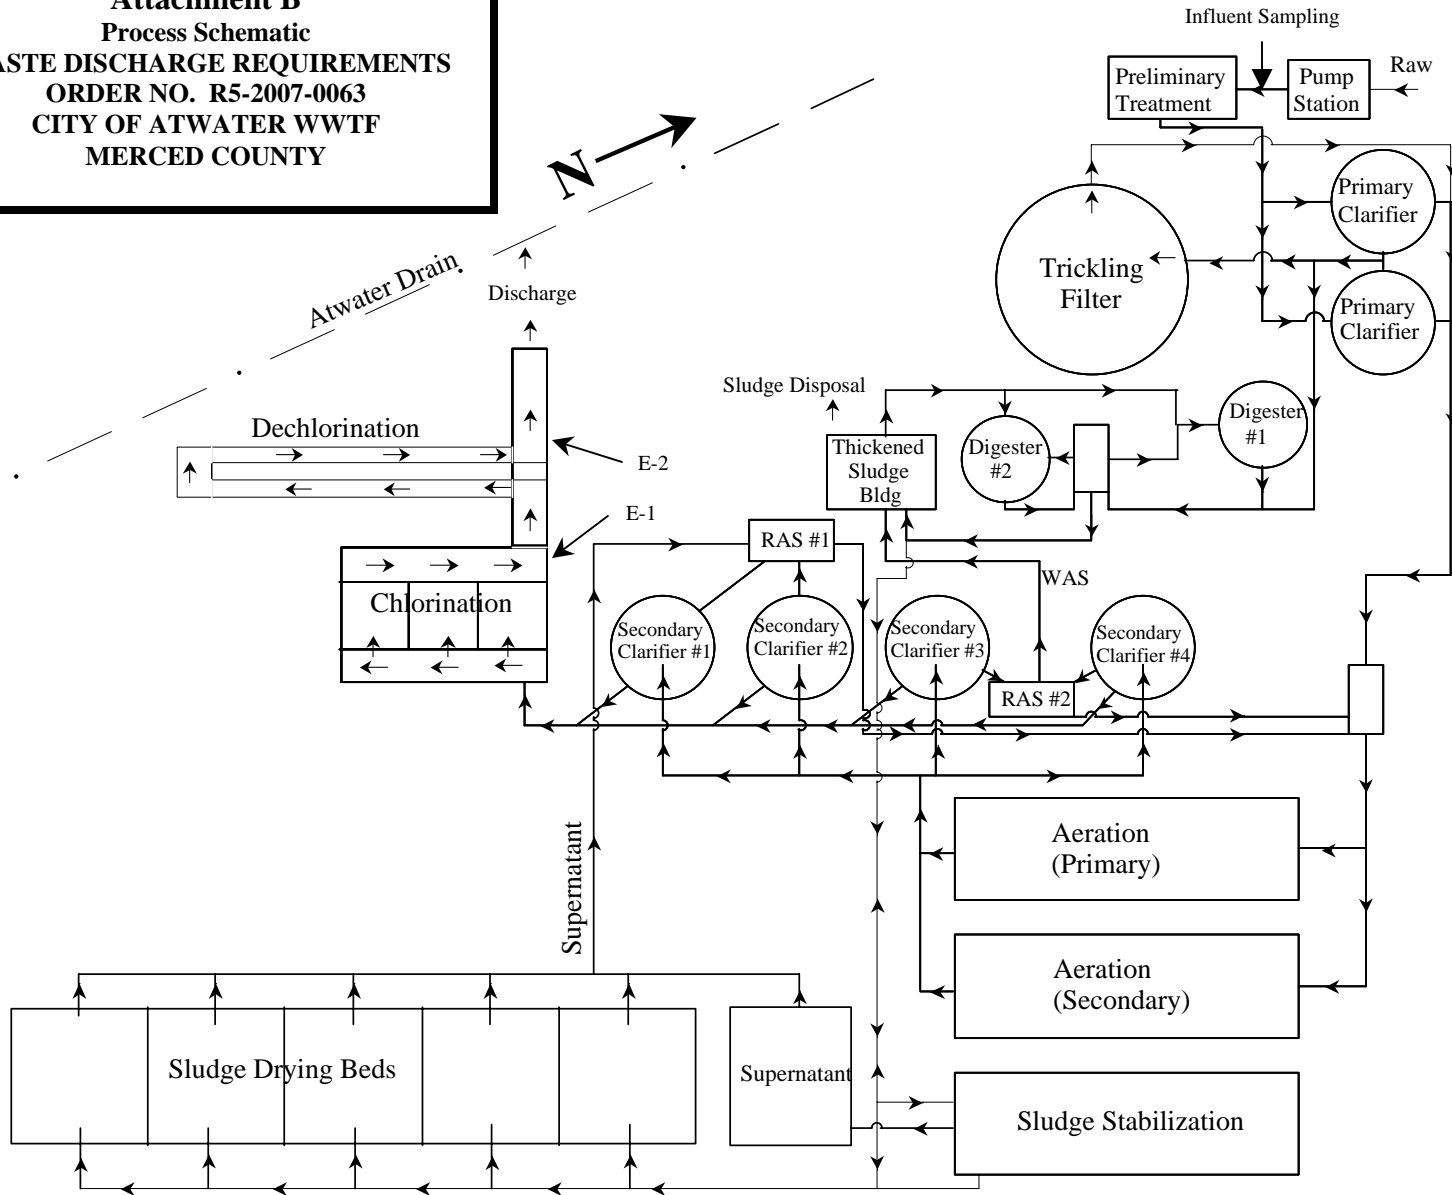 Attachment B
Process Schematic
ASTE DISCHARGE REQUIREMENTS
ORDER NO. R5-2007-0063
CITY OF ATWATER WWTF
MERCED COUNTY
Influent Sampling
Preliminary
Treatment
Pump
Station
Raw
N
Primary
Clarifier
Trickling
Filter
Primary
Clarifier
Atwater Drain
Discharge
Sludge Disposal
Dechlorination
E-2
E-1
Thickened
Sludge
Bldg
Digester
#2
Digester
#1
RAS #1
WAS
Chlorination
Secondary
Clarifier #1
Secondary
Clarifier #2
Secondary
Clarifier #3
Secondary
Clarifier #4
RAS #2
Aeration
(Primary)
Supernatant
Aeration
(Secondary)
Sludge Drying Beds
Supernatant
Sludge Stabilization